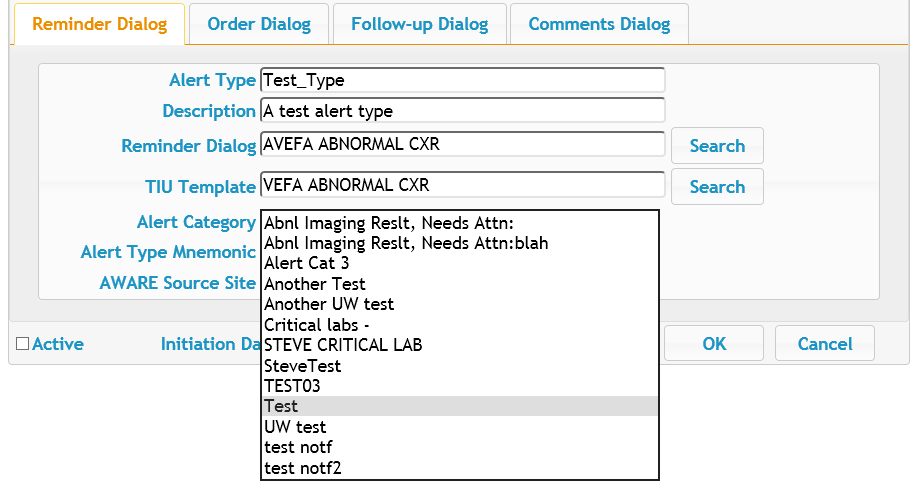 Reminder Dialog Order Dialog Follow-up Dialog Comments Dialog
Alert Type Test_Type
Description A test alert type
Reminder Dialog AVEFA ABNORMAL CXR Search
TIU Template VEFA ABNORMAL CXR Search
Alert Category
Alert Type Mnemonic
AWARE Source Site
Abnl Imaging Reslt, Needs Attn:
Abnl Imaging Reslt, Needs Attn:blah
Alert Cat 3
Another Test
Another UW test
Critical labs -
STEVE CRITICAL LAB
SteveTest
TEST03
Test
UW test
test notf
test notf2
Active Initiation Da OK Cancel